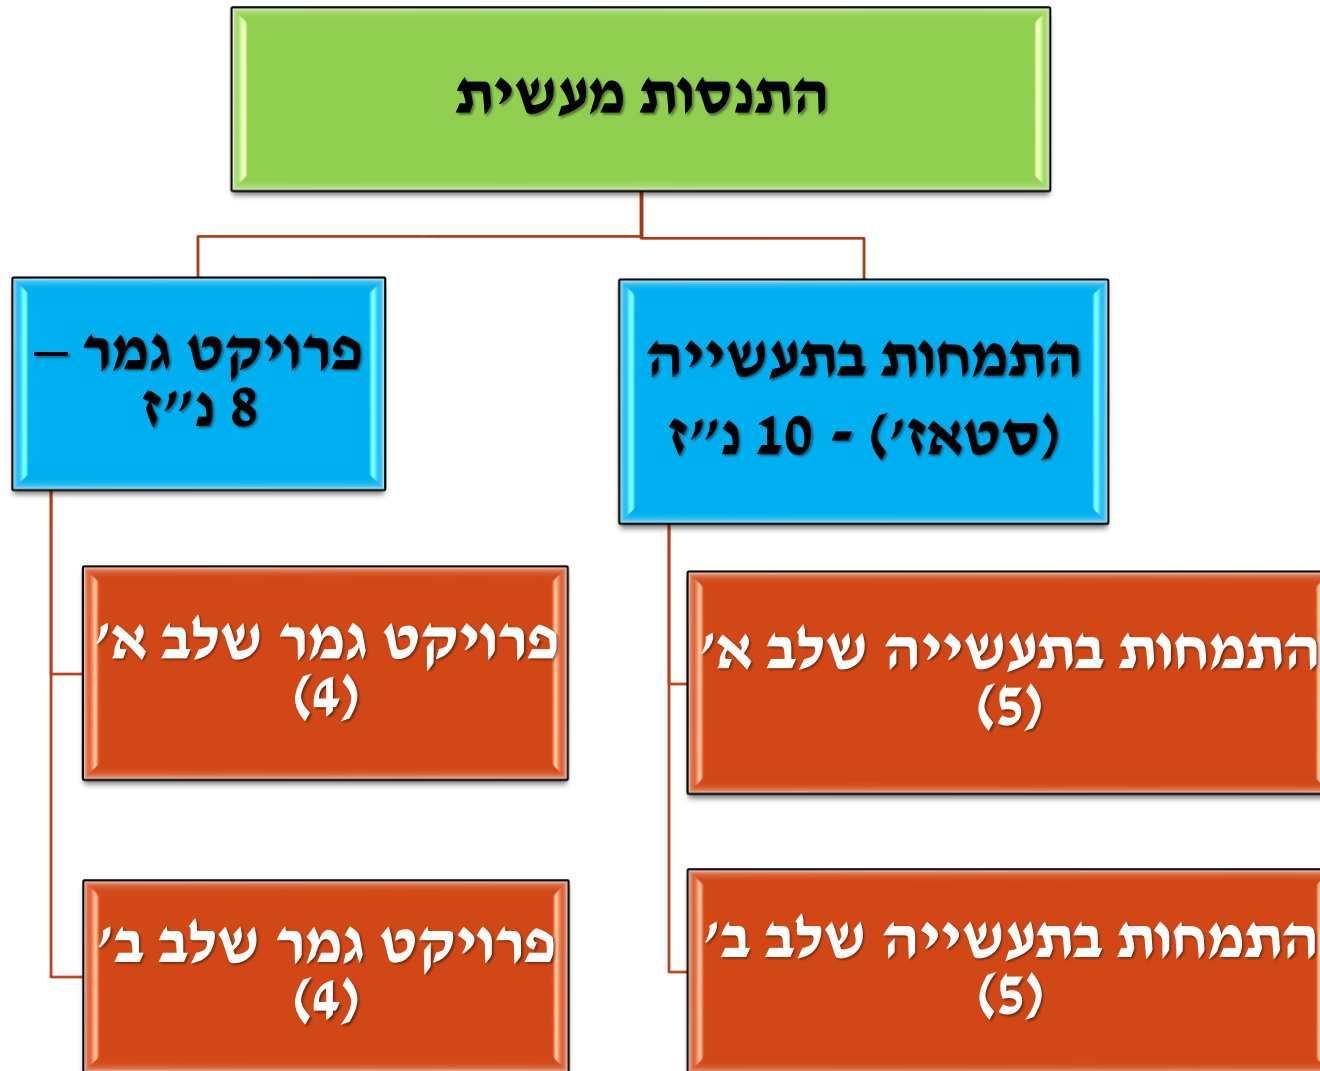 התנסות מעשית
התמחות בתעשייה
(סטאז') - 10 נ"ז
פרויקט גמר –
8 נ"ז
התמחות בתעשייה שלב א'
(5)
התמחות בתעשייה שלב ב'
(5)
פרויקט גמר שלב א'
(4)
פרויקט גמר שלב ב'
(4)